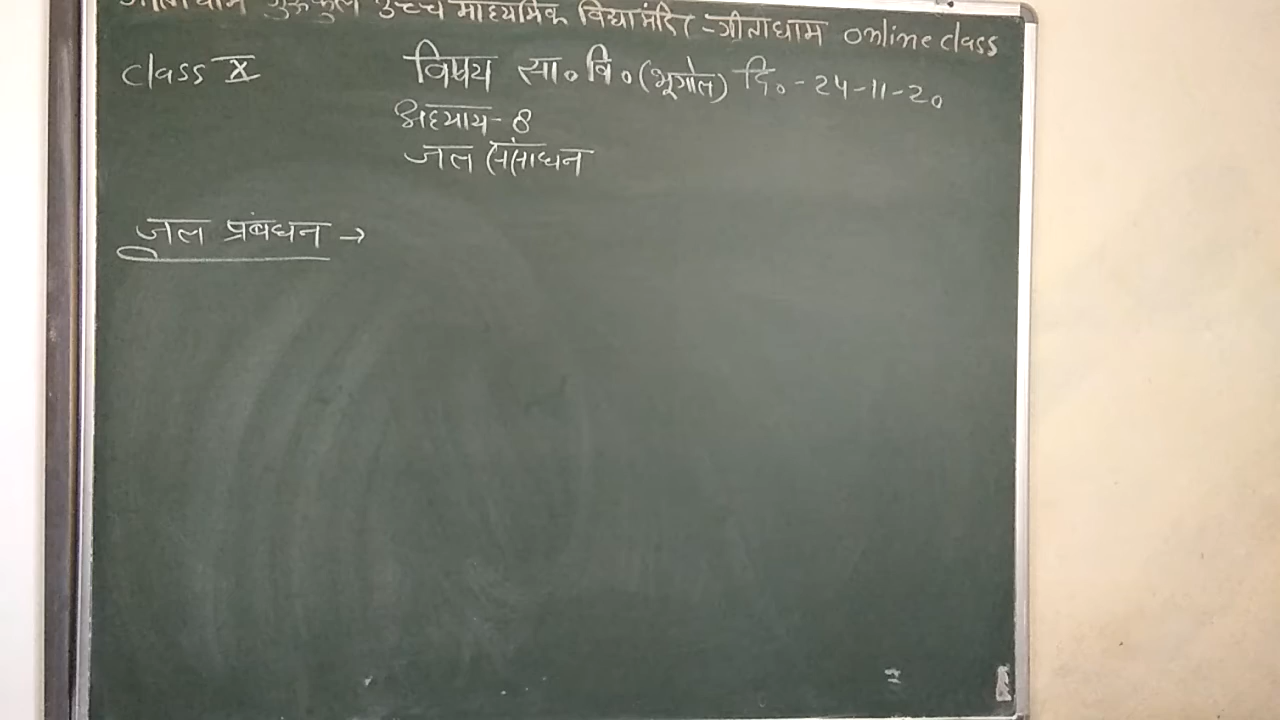 गीताधाम गुरुकुल उच्च माध्यमिक विद्यामंदिर -गीताधाम online class
class X विषय सा० वि० (भूगोल) दि० -24-11-20
अध्याय- 8
जल संसाधन
जल प्रबंधन →